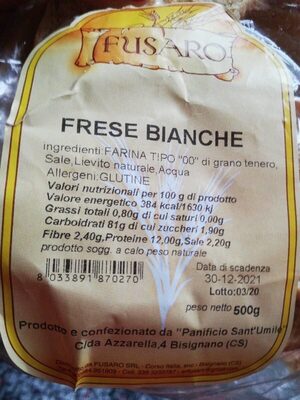 FUSARO
FRESE BIANCHE
ingredienti:FARINA TIPO "00" di grano tenero,
Sale,Lievito naturale,Acqua
Allergeni:GLUTINE
Valori nutrizionali per 100 g di prodotto
Valore energetico 384 kcal/1630 kj
Grassi totali 0,80g di cui saturi 0,00g
Carboidrati 81g di cui zuccheri 1,90g
Fibre 2,40g,Proteine 12,00g,Sale 2,20g
prodotto sogg. a calo peso naturale
8 033891 870270
Data di scadenza
30-12-2021
Lotto:03/20
peso netto 500g
Prodotto e confezionato da "Panificio Sant'Umile"
C/da Azzarella,4 Bisignano (CS)
FUSARO SRL - Corso Italia,